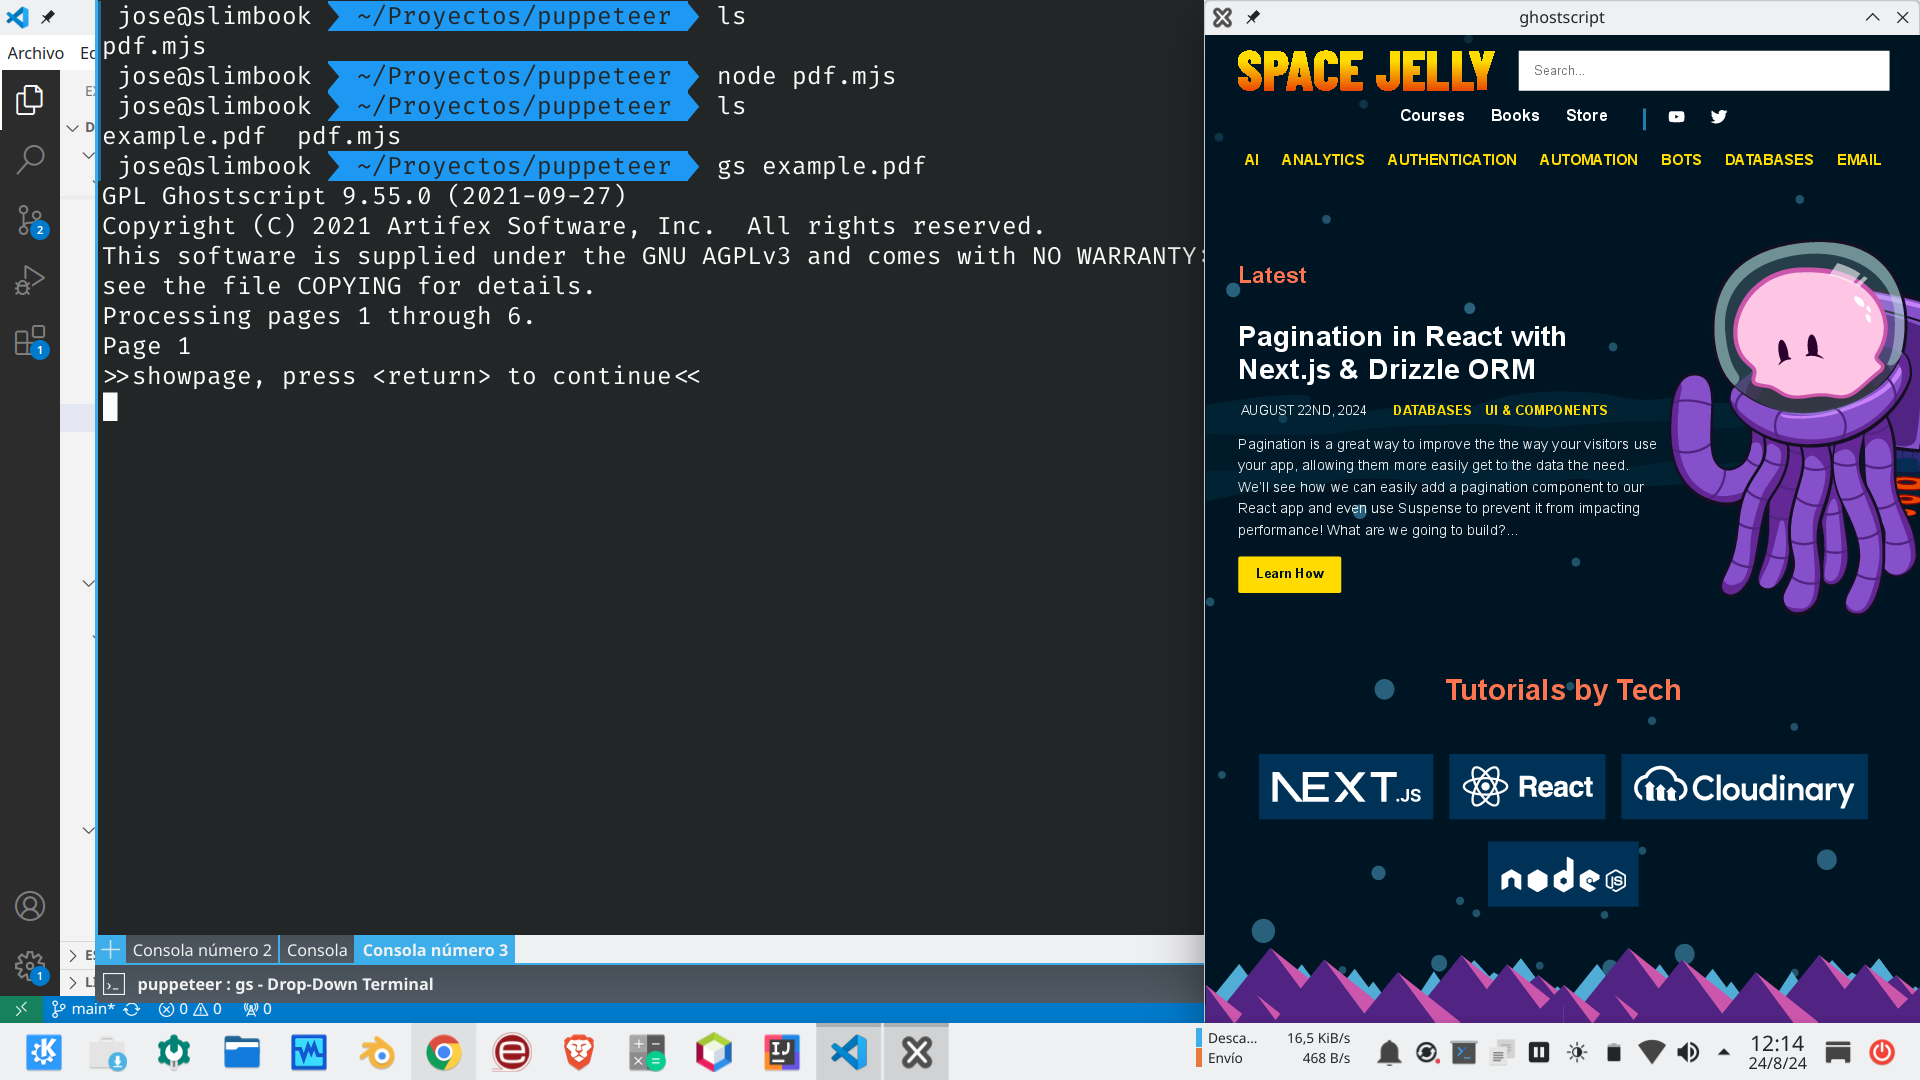 Archivo Ed
EX
D
jose@slimbook ~/Proyectos/puppeteer ls
pdf.mjs
jose@slimbook ~/Proyectos/puppeteer node pdf.mjs
jose@slimbook ~/Proyectos/puppeteer ls
example.pdf pdf.mjs
jose@slimbook ~/Proyectos/puppeteer gs example.pdf
GPL Ghostscript 9.55.0 (2021-09-27)
Copyright (C) 2021 Artifex Software, Inc. All rights reserved.
This software is supplied under the GNU AGPLv3 and comes with NO WARRANTY:
see the file COPYING for details.
Processing pages 1 through 6.
Page 1
>>showpage, press <return> to continue<<
2
1
1
ES
LÍ
Consola número 2 Consola Consola número 3
puppeteer : gs - Drop-Down Terminal
main* 0 0 0
ghostscript
SPACE JELLY
Search...
Courses Books Store
AI ANALYTICS AUTHENTICATION AUTOMATION BOTS DATABASES EMAIL
Latest
Pagination in React with
Next.js & Drizzle ORM
AUGUST 22ND, 2024 DATABASES UI & COMPONENTS
Pagination is a great way to improve the the way your visitors use
your app, allowing them more easily get to the data the need.
We'll see how we can easily add a pagination component to our
React app and even use Suspense to prevent it from impacting
performance! What are we going to build?...
Learn How
Tutorials by Tech
NEXT.JS React Cloudinary
node JS
Desca... 16,5 KiB/s
Envío 468 B/s
12:14
24/8/24